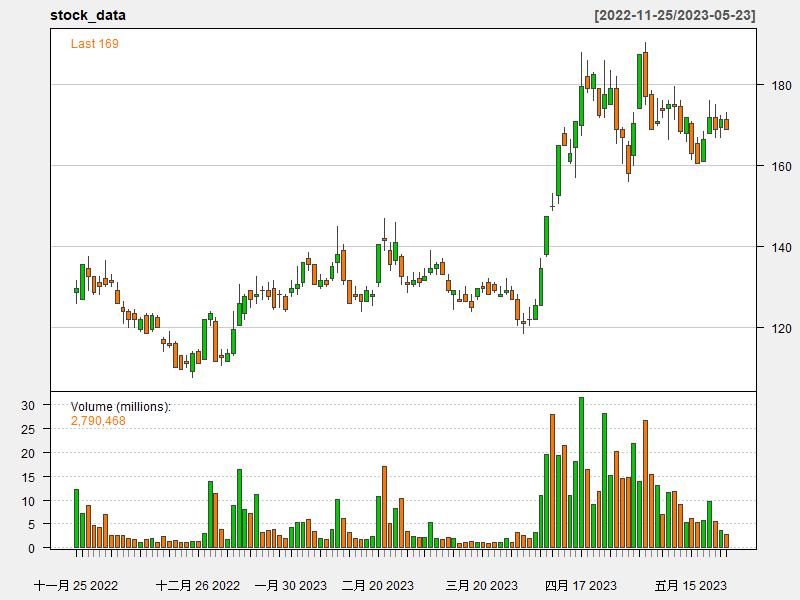 stock_data
[2022-11-25/2023-05-23]
Last 169
180
160
140
120
Volume (millions):
2,790,468
30
25
20
15
10
5
0
十一月 25 2022
十二月 26 2022
一月 30 2023
二月 20 2023
三月 20 2023
四月 17 2023
五月 15 2023